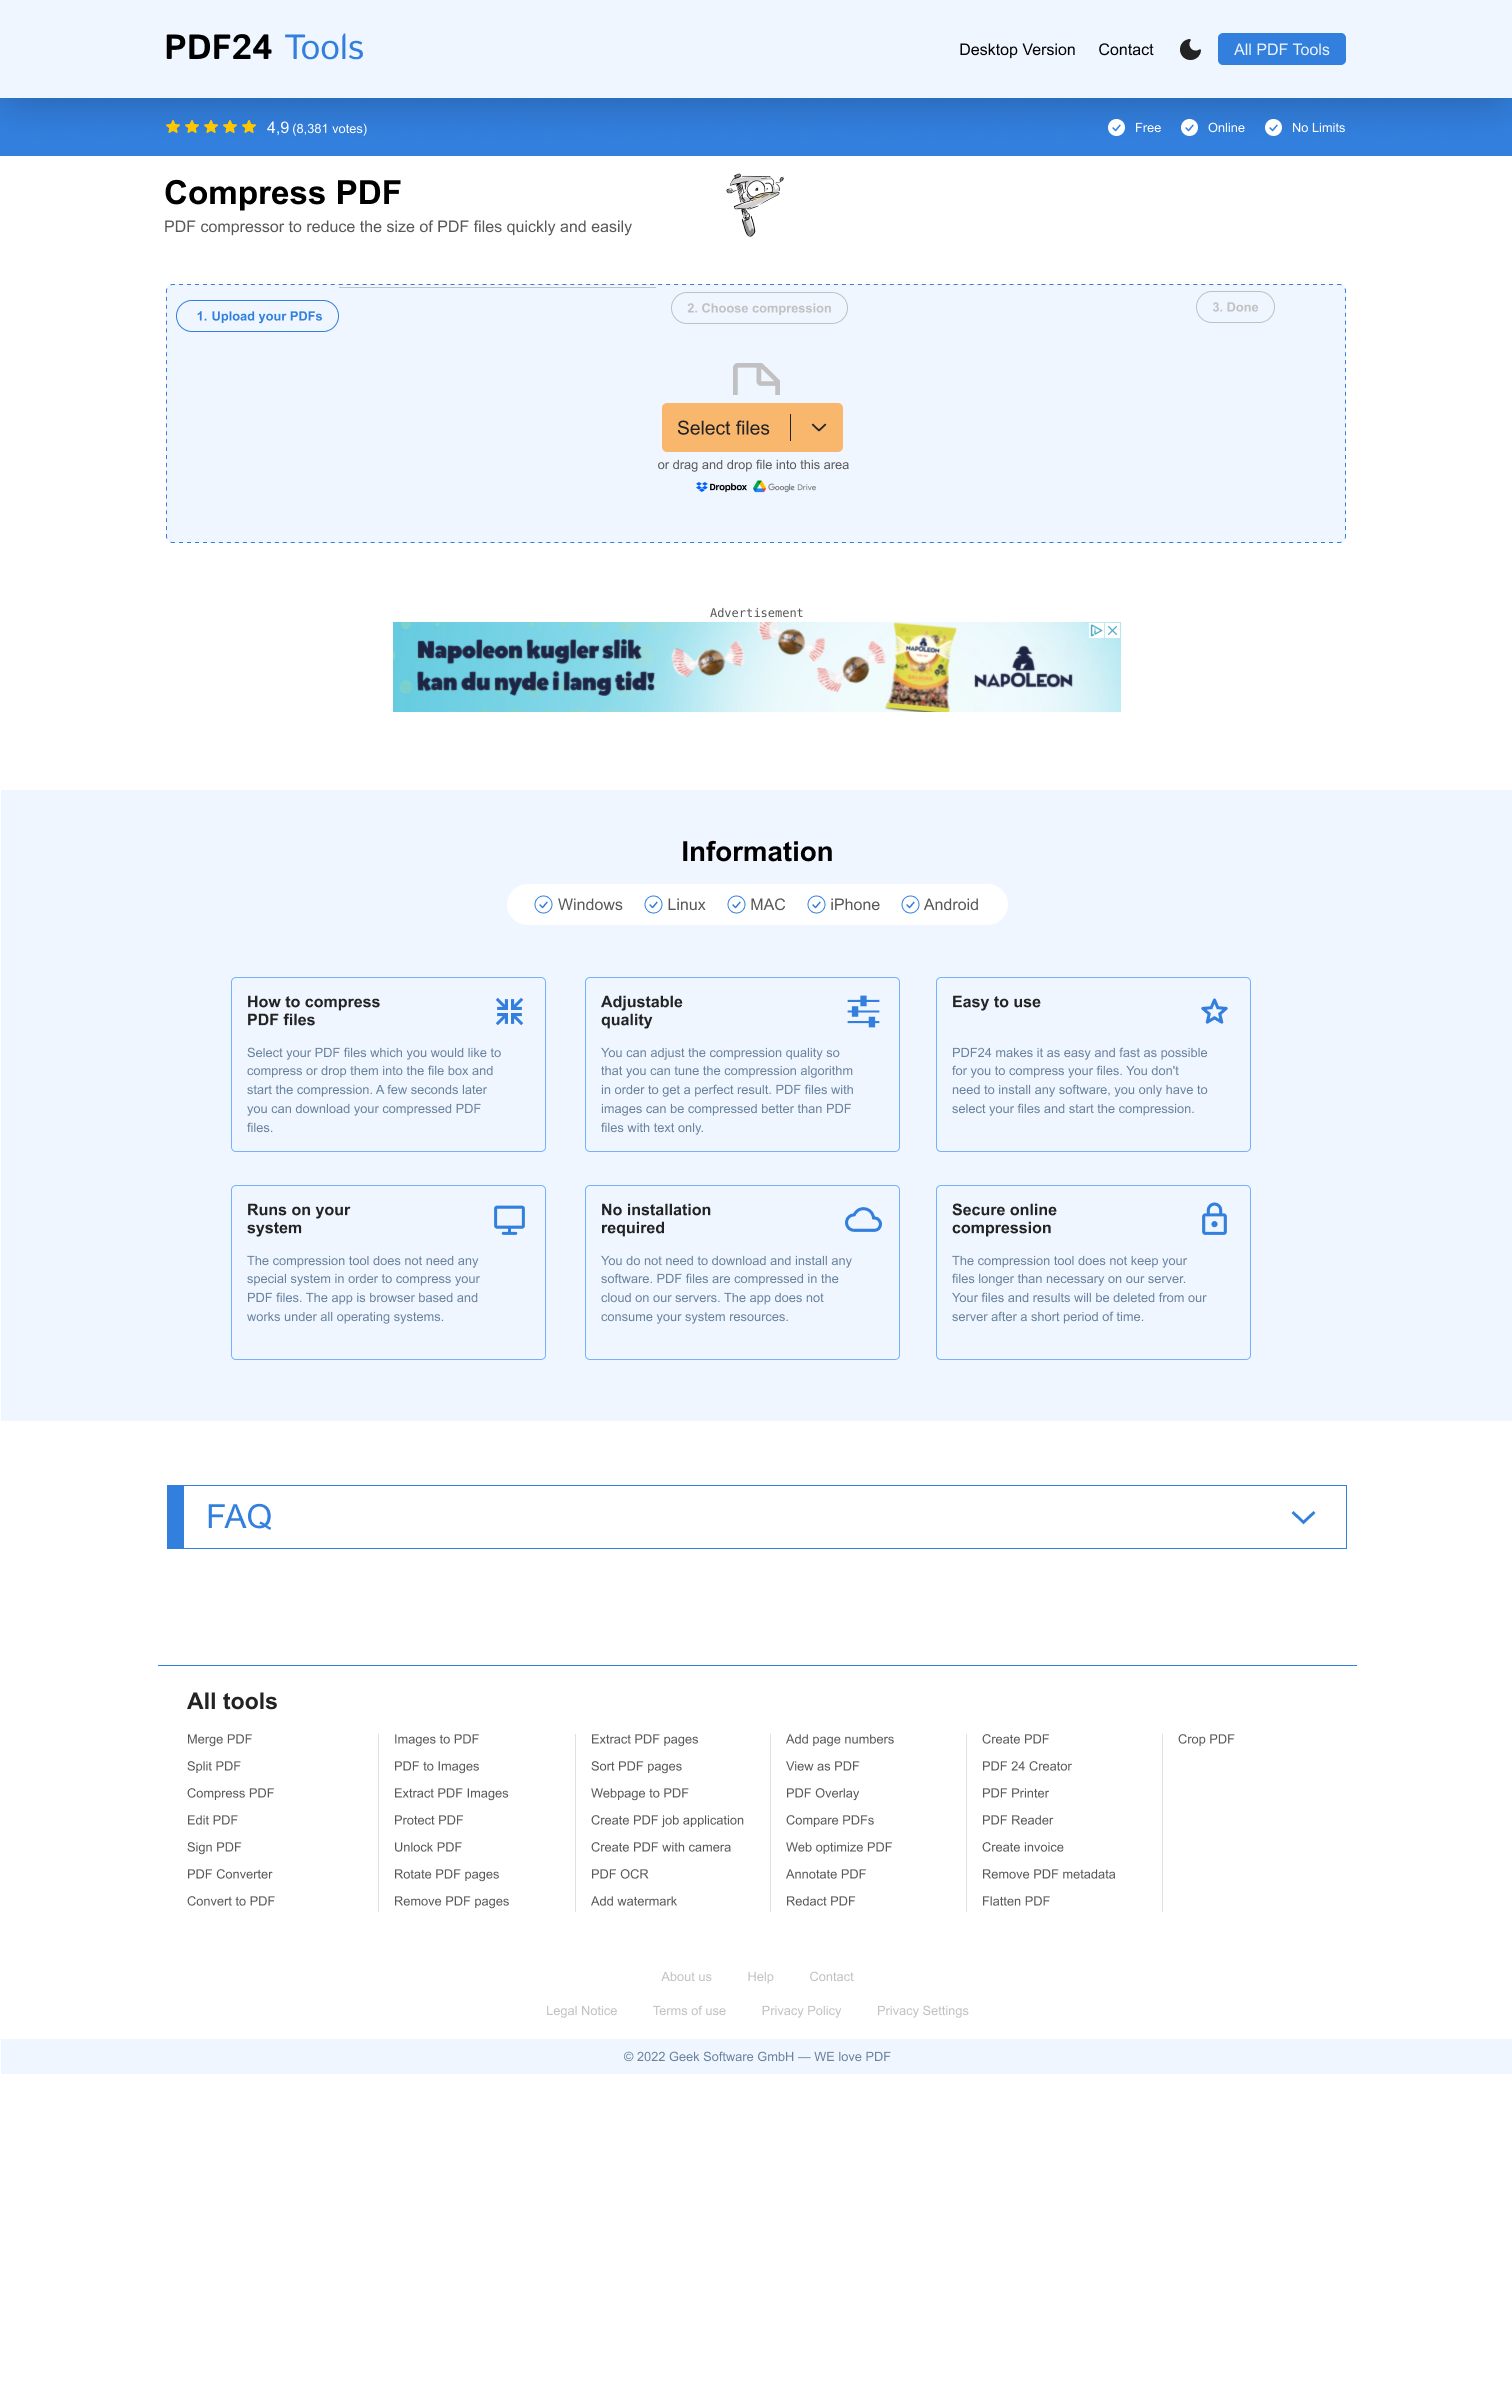 PDF24 Tools
Desktop Version Contact All PDF Tools
4,9 (8,381 votes)
Free Online No Limits
Compress PDF
PDF compressor to reduce the size of PDF files quickly and easily
1. Upload your PDFs
2. Choose compression
3. Done
Select files
or drag and drop file into this area
Dropbox Google Drive
Advertisement
Napoleon kugler slik
kan du nyde i lang tid!
NAPOLEON
NAPOLEON
Information
Windows Linux MAC iPhone Android
How to compress
PDF files
Select your PDF files which you would like to
compress or drop them into the file box and
start the compression. A few seconds later
you can download your compressed PDF
files.
Adjustable
quality
You can adjust the compression quality so
that you can tune the compression algorithm
in order to get a perfect result. PDF files with
images can be compressed better than PDF
files with text only.
Easy to use
PDF24 makes it as easy and fast as possible
for you to compress your files. You don't
need to install any software, you only have to
select your files and start the compression.
Runs on your
system
The compression tool does not need any
special system in order to compress your
PDF files. The app is browser based and
works under all operating systems.
No installation
required
You do not need to download and install any
software. PDF files are compressed in the
cloud on our servers. The app does not
consume your system resources.
Secure online
compression
The compression tool does not keep your
files longer than necessary on our server.
Your files and results will be deleted from our
server after a short period of time.
FAQ
All tools
Merge PDF
Split PDF
Compress PDF
Edit PDF
Sign PDF
PDF Converter
Convert to PDF
Images to PDF
PDF to Images
Extract PDF Images
Protect PDF
Unlock PDF
Rotate PDF pages
Remove PDF pages
Extract PDF pages
Sort PDF pages
Webpage to PDF
Create PDF job application
Create PDF with camera
PDF OCR
Add watermark
Add page numbers
View as PDF
PDF Overlay
Compare PDFs
Web optimize PDF
Annotate PDF
Redact PDF
Create PDF
PDF 24 Creator
PDF Printer
PDF Reader
Create invoice
Remove PDF metadata
Flatten PDF
Crop PDF
About us Help Contact
Legal Notice Terms of use Privacy Policy Privacy Settings
© 2022 Geek Software GmbH — WE love PDF